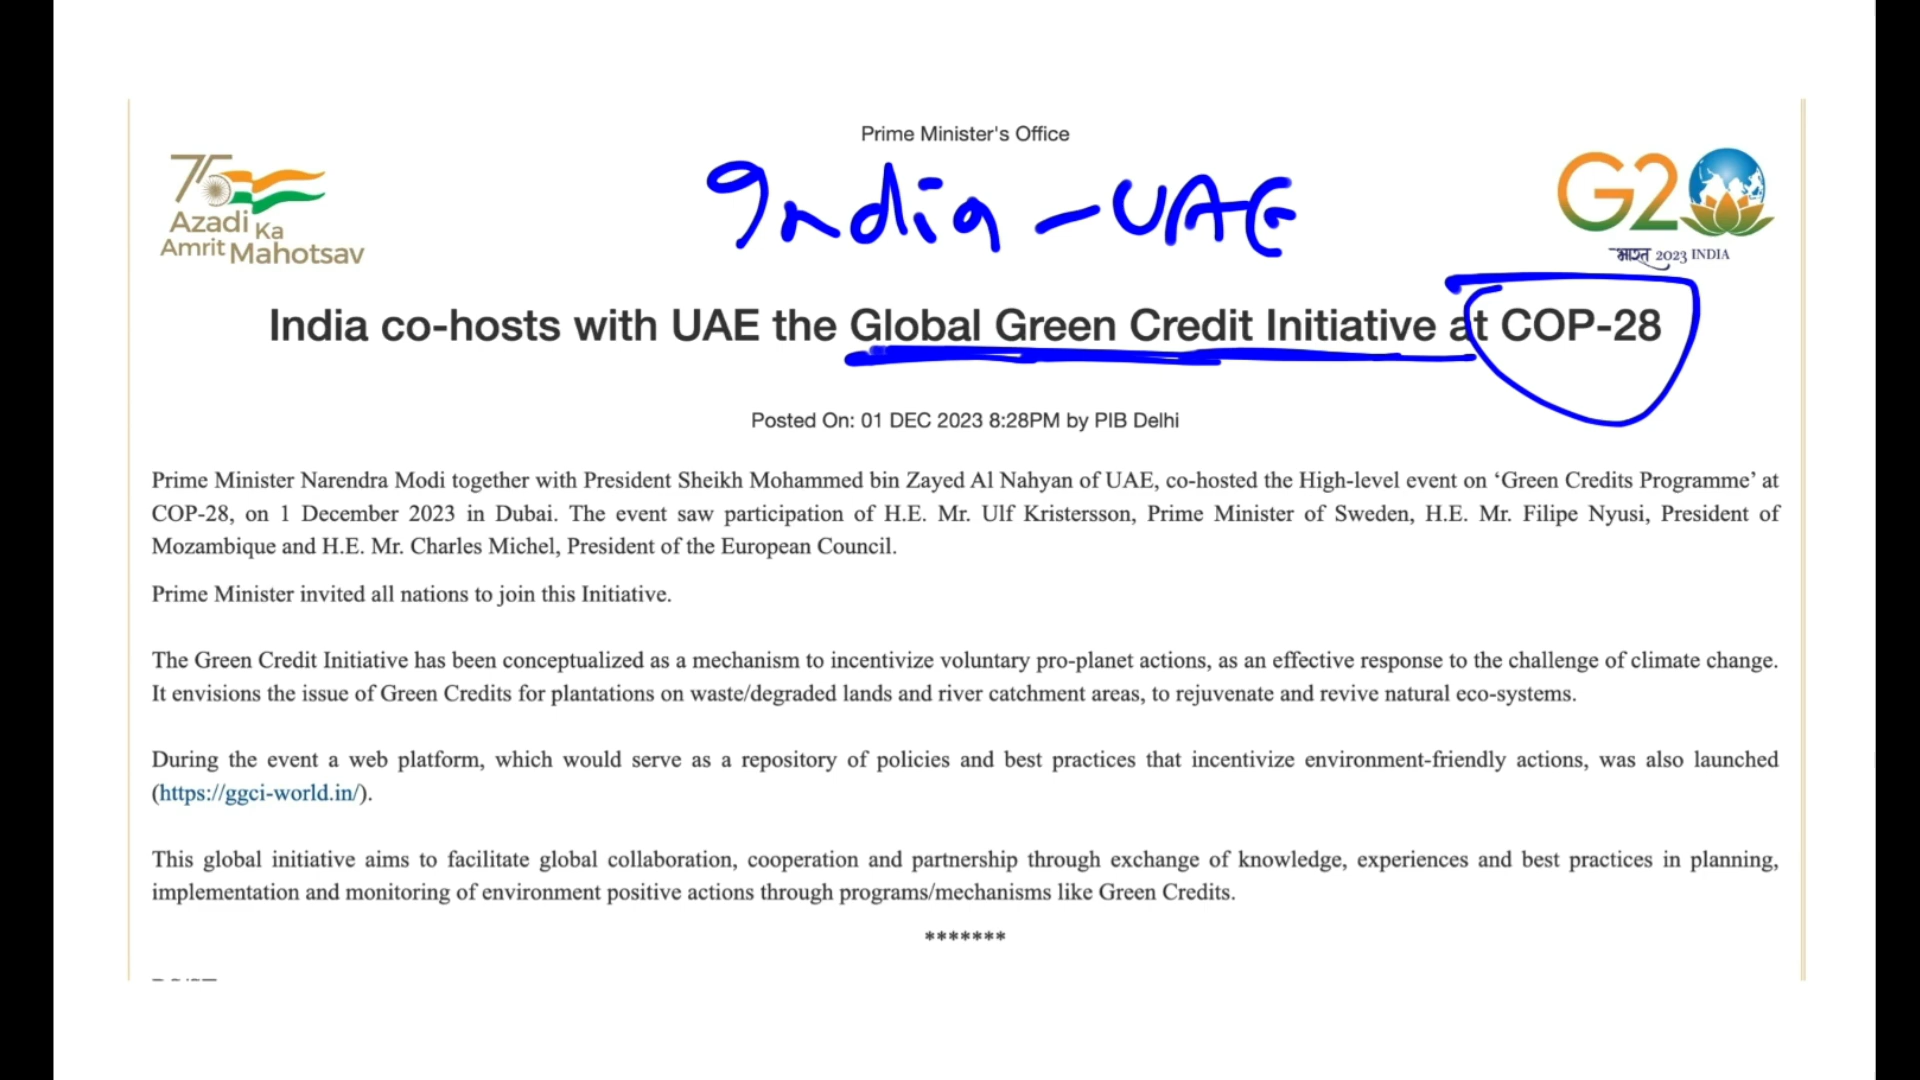 Prime Minister's Office
75
Azadi Ka
Amrit Mahotsav
India - UAE
G20
भारत 2023 INDIA
India co-hosts with UAE the Global Green Credit Initiative at COP-28
Posted On: 01 DEC 2023 8:28PM by PIB Delhi
Prime Minister Narendra Modi together with President Sheikh Mohammed bin Zayed Al Nahyan of UAE, co-hosted the High-level event on ‘Green Credits Programme’ at
COP-28, on 1 December 2023 in Dubai. The event saw participation of H.E. Mr. Ulf Kristersson, Prime Minister of Sweden, H.E. Mr. Filipe Nyusi, President of
Mozambique and H.E. Mr. Charles Michel, President of the European Council.
Prime Minister invited all nations to join this Initiative.
The Green Credit Initiative has been conceptualized as a mechanism to incentivize voluntary pro-planet actions, as an effective response to the challenge of climate change.
It envisions the issue of Green Credits for plantations on waste/degraded lands and river catchment areas, to rejuvenate and revive natural eco-systems.
During the event a web platform, which would serve as a repository of policies and best practices that incentivize environment-friendly actions, was also launched
(https://ggci-world.in/).
This global initiative aims to facilitate global collaboration, cooperation and partnership through exchange of knowledge, experiences and best practices in planning,
implementation and monitoring of environment positive actions through programs/mechanisms like Green Credits.
*******